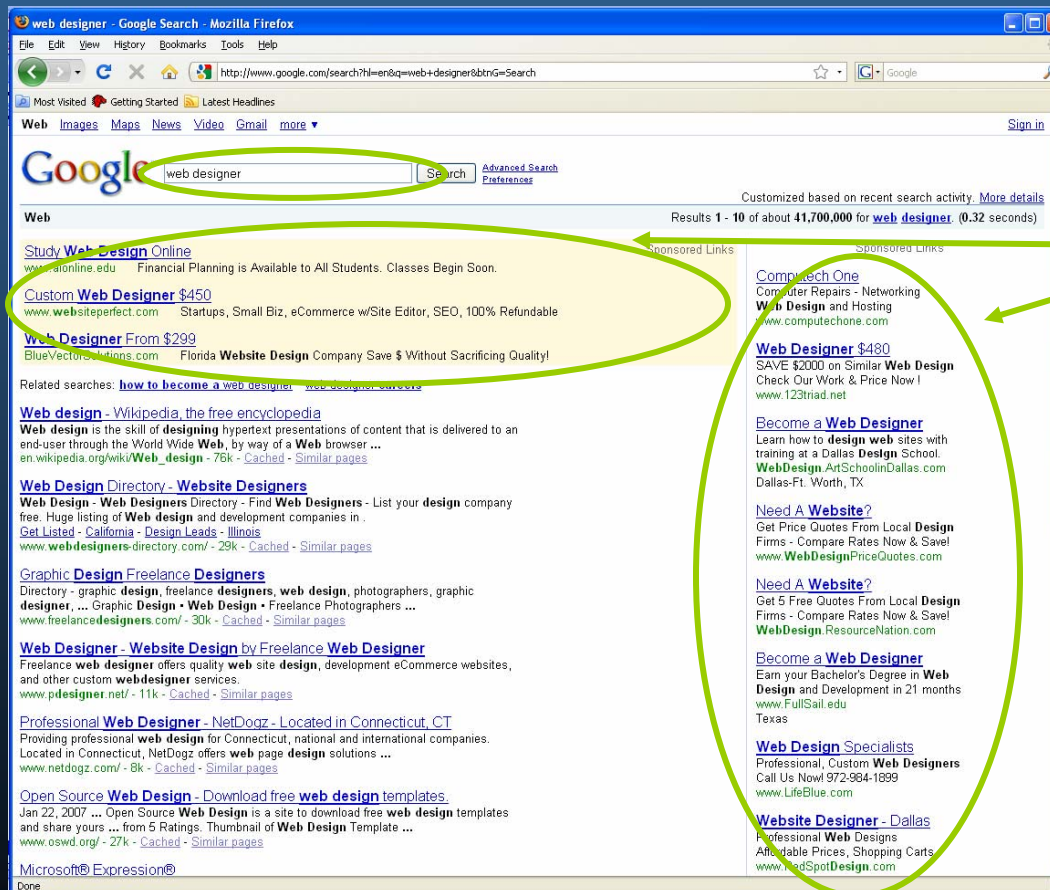 web designer - Google Search - Mozilla Firefox
File Edit View History Bookmarks Tools Help
http://www.google.com/search?hl=en&q=web+designer&btnG=Search
G Google
Most Visited Getting Started Latest Headlines
Web Images Maps News Video Gmail more ▼
Sign in
Google
web designer
Search
Advanced Search
Preferences
Customized based on recent search activity. More details
Web
Results 1 - 10 of about 41,700,000 for web designer. (0.32 seconds)
Sponsored Links
Study Web Design Online
www.aionline.edu Financial Planning is Available to All Students. Classes Begin Soon.
Custom Web Designer $450
www.websiteperfect.com Startups, Small Biz, eCommerce w/Site Editor, SEO, 100% Refundable
Web Designer From $299
BlueVectorSolutions.com Florida Website Design Company Save $ Without Sacrificing Quality!
Related searches: how to become a web designer web designer careers
Web design - Wikipedia, the free encyclopedia
Web design is the skill of designing hypertext presentations of content that is delivered to an
end-user through the World Wide Web, by way of a Web browser ...
en.wikipedia.org/wiki/Web_design - 76k - Cached - Similar pages
Web Design Directory - Website Designers
Web Design - Web Designers Directory - Find Web Designers - List your design company
free. Huge listing of Web design and development companies in .
Get Listed - California - Design Leads - Illinois
www.webdesigners-directory.com/ - 29k - Cached - Similar pages
Graphic Design Freelance Designers
Directory - graphic design, freelance designers, web design, photographers, graphic
designer, ... Graphic Design • Web Design • Freelance Photographers ...
www.freelancedesigners.com/ - 30k - Cached - Similar pages
Web Designer - Website Design by Freelance Web Designer
Freelance web designer offers quality web site design, development eCommerce websites,
and other custom webdesigner services.
www.pdesigner.net/ - 11k - Cached - Similar pages
Professional Web Designer - NetDogz - Located in Connecticut, CT
Providing professional web design for Connecticut, national and international companies.
Located in Connecticut, NetDogz offers web page design solutions ...
www.netdogz.com/ - 8k - Cached - Similar pages
Open Source Web Design - Download free web design templates.
Jan 22, 2007 ... Open Source Web Design is a site to download free web design templates
and share yours ... from 5 Ratings. Thumbnail of Web Design Template ...
www.oswd.org/ - 27k - Cached - Similar pages
Microsoft® Expression®
Sponsored Links
Computech One
Computer Repairs - Networking
Web Design and Hosting
www.computechone.com
Web Designer $480
SAVE $2000 on Similar Web Design
Check Our Work & Price Now !
www.123triad.net
Become a Web Designer
Learn how to design web sites with
training at a Dallas Design School.
WebDesign.ArtSchoolinDallas.com
Dallas-Ft. Worth, TX
Need A Website?
Get Price Quotes From Local Design
Firms - Compare Rates Now & Save!
www.WebDesignPriceQuotes.com
Need A Website?
Get 5 Free Quotes From Local Design
Firms - Compare Rates Now & Save!
WebDesign.ResourceNation.com
Become a Web Designer
Earn your Bachelor's Degree in Web
Design and Development in 21 months
www.FullSail.edu
Texas
Web Design Specialists
Professional, Custom Web Designers
Call Us Now! 972-984-1899
www.LifeBlue.com
Website Designer - Dallas
Professional Web Designs
Affordable Prices, Shopping Carts
www.RedSpotDesign.com
Done